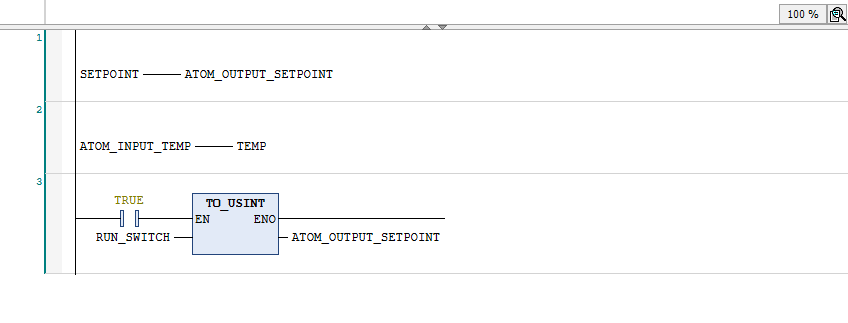 100 %
1
SETPOINT ATOM_OUTPUT_SETPOINT
2
ATOM_INPUT_TEMP TEMP
3
TRUE
TO_USINT
EN ENO
RUN_SWITCH ATOM_OUTPUT_SETPOINT